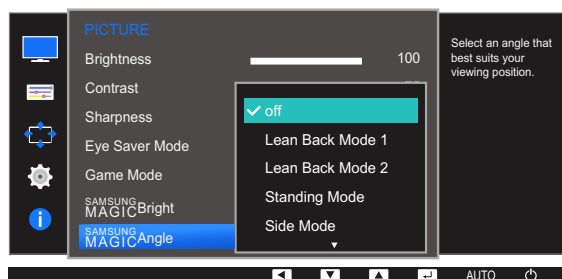 PICTURE
Brightness 100
Contrast
Sharpness
Eye Saver Mode
Game Mode
SAMSUNG
MAGICBright
SAMSUNG
MAGICAngle
off
Lean Back Mode 1
Lean Back Mode 2
Standing Mode
Side Mode
Select an angle that
best suits your
viewing position.
AUTO